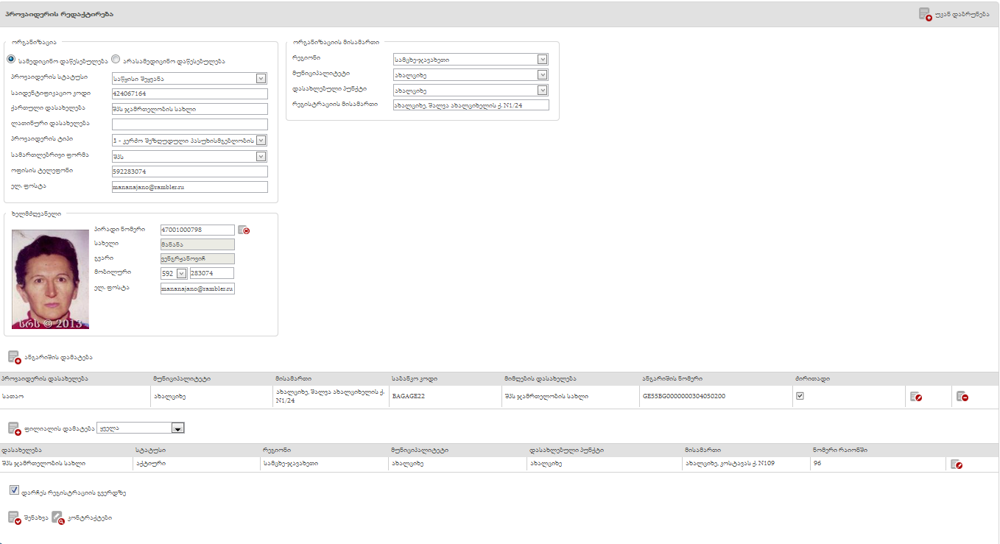 პროვაიდერის რედაქტირება
უკან დაბრუნება
ორგანიზაცია
სამედიცინო დაწესებულება არასამედიცინო დაწესებულება
პროვაიდერის სტატუსი საწყისი შეყვანა
საიდენტიფიკაციო კოდი 424067164
ქართული დასახელება შპს ჯამრთელობის სახლი
ლათინური დასახელება
პროვაიდერის ტიპი 3 - კერძო შეზღუდული პასუხისმგებლობის
სამართლებრივი ფორმა შპს
ოფისის ტელეფონი 592283074
ელ. ფოსტა mananajano@rambler.ru
ორგანიზაციის მისამართი
რეგიონი სამცხე-ჯავახეთი
მუნიციპალიტეტი ახალციხე
დასახლებული პუნქტი ახალციხე
რეგისტრაციის მისამართი ახალციხე, შალვა ახალციხელის ქ. N1/24
ხელმძღვანელი
პირადი ნომერი 47001000798
სახელი მანანა
გვარი ვენგრჟანოვიჩ
მობილური 592 283074
ელ. ფოსტა mananajano@rambler.ru
სრს © 2013
ანგარიშის დამატება
პროვაიდერის დასახელება მუნიციპალიტეტი მისამართი საბანკო კოდი მიმღების დასახელება ანგარიშის ნომერი ძირითადი
სათაო ახალციხე ახალციხე, შალვა ახალციხელის ქ. N1/24 BAGAGE22 შპს ჯამრთელობის სახლი GE55BG0000000304050200
ფილიალის დამატება ყველა
დასახელება სტატუსი რეგიონი მუნიციპალიტეტი დასახლებული პუნქტი მისამართი ნომერი რაიონში
შპს ჯამრთელობის სახლი აქტიური სამცხე-ჯავახეთი ახალციხე ახალციხე ახალციხე, კოსტავას ქ. N109 96
დარჩეს რეგისტრაციის გვერდზე
შენახვა კონტრაქტები